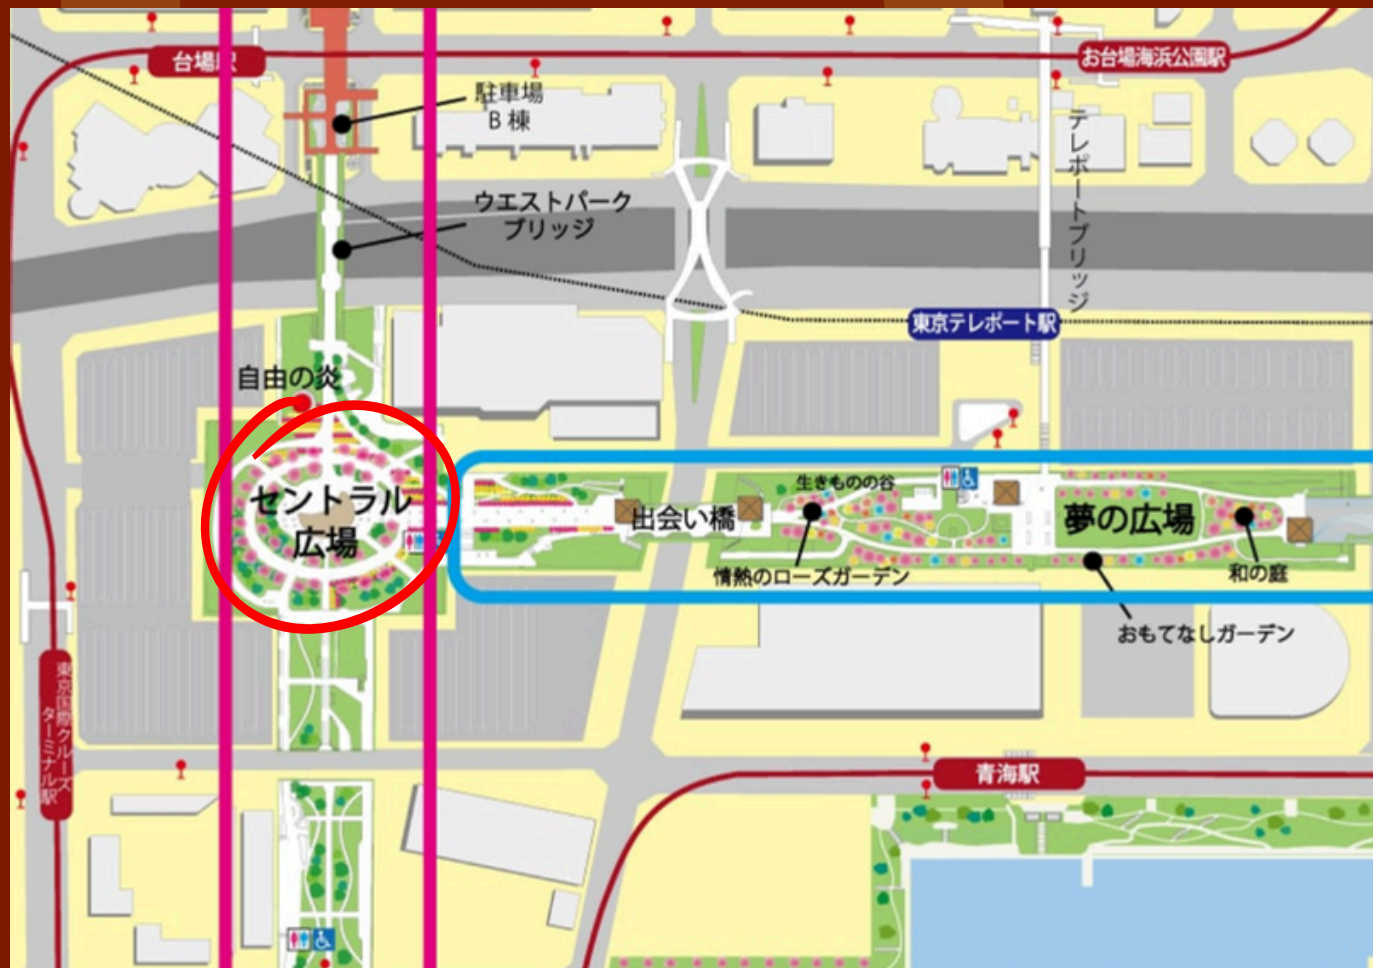 台場駅
お台場海浜公園駅
駐車場
B棟
テレポートブリッジ
ウエストパーク
ブリッジ
東京テレポート駅
自由の炎
生きものの谷
セントラル
広場
出会い橋
夢の広場
情熱のローズガーデン
和の庭
おもてなしガーデン
東京国際クルーズ
ターミナル駅
青海駅